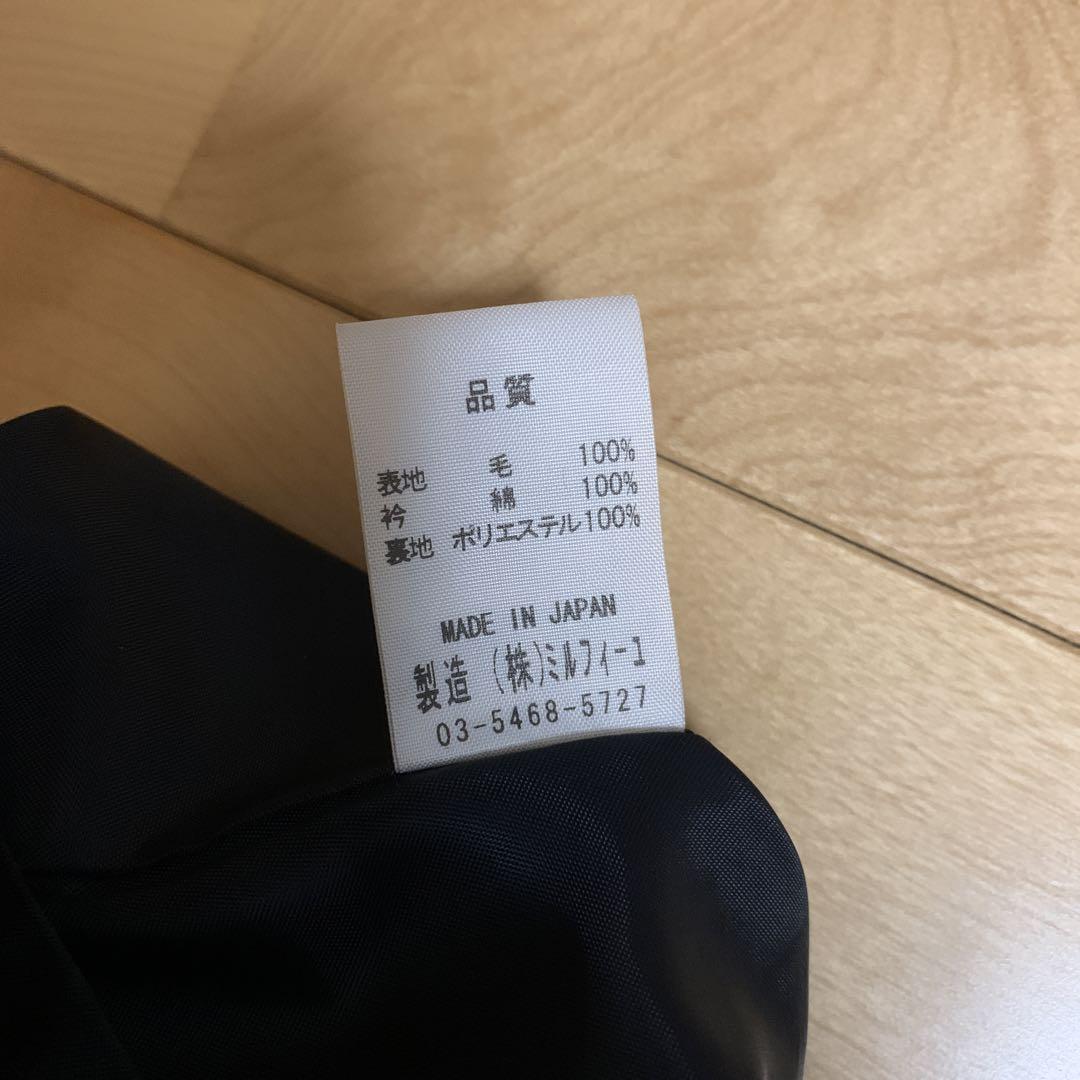 品質
表地 毛 100%
衿 綿 100%
裏地 ポリエステル100%
MADE IN JAPAN
製造 (株)ミルフィーユ
03-5468-5727